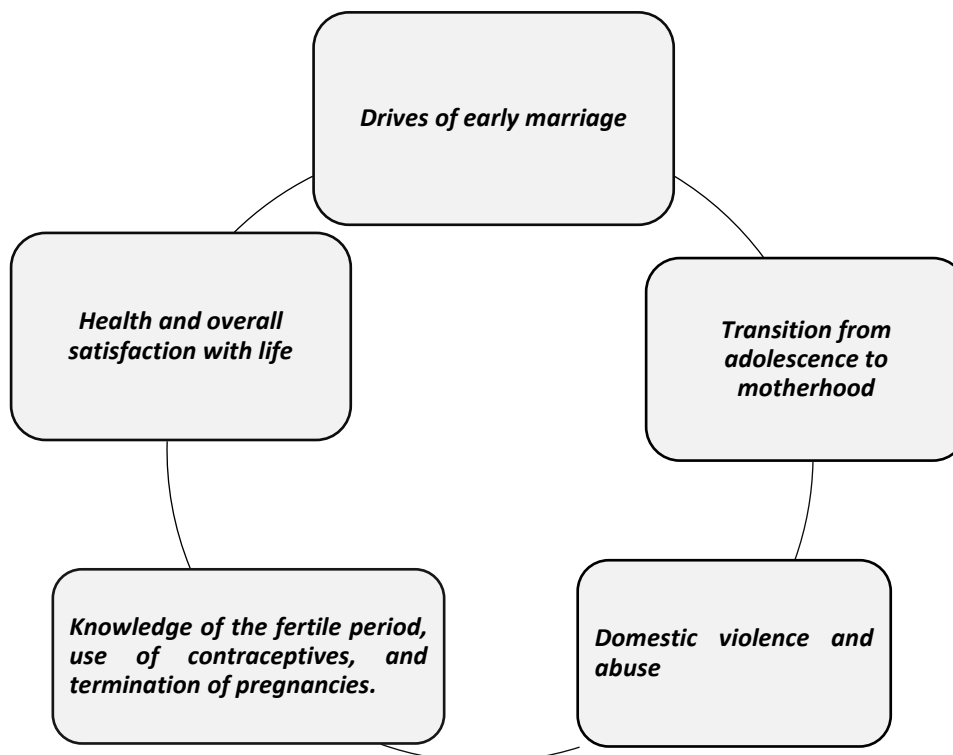 Drives of early marriage
Health and overall
satisfaction with life
Transition from
adolescence to
motherhood
Knowledge of the fertile period,
use of contraceptives, and
termination of pregnancies.
Domestic violence and
abuse